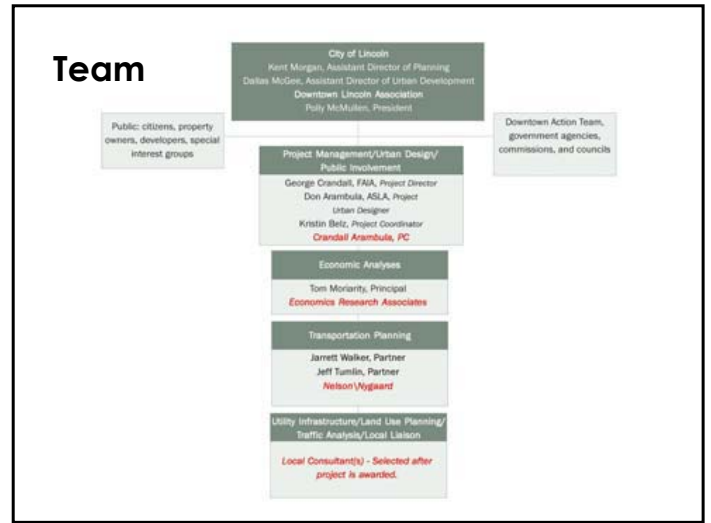 Team
City of Lincoln
Kent Morgan, Assistant Director of Planning
Dallas McGee, Assistant Director of Urban Development
Downtown Lincoln Association
Polly McMullen, President
Public: citizens, property
owners, developers, special
interest groups
Downtown Action Team,
government agencies,
commissions, and councils
Project Management/Urban Design/
Public Involvement
George Crandall, FAIA, Project Director
Don Arambula, ASLA, Project
Urban Designer
Kristin Belz, Project Coordinator
Crandall Arambula, PC
Economic Analyses
Tom Moriarity, Principal
Economics Research Associates
Transportation Planning
Jarrett Walker, Partner
Jeff Tumlin, Partner
Nelson\Nygaard
Utility Infrastructure/Land Use Planning/
Traffic Analysis/Local Liaison
Local Consultant(s) - Selected after
project is awarded.